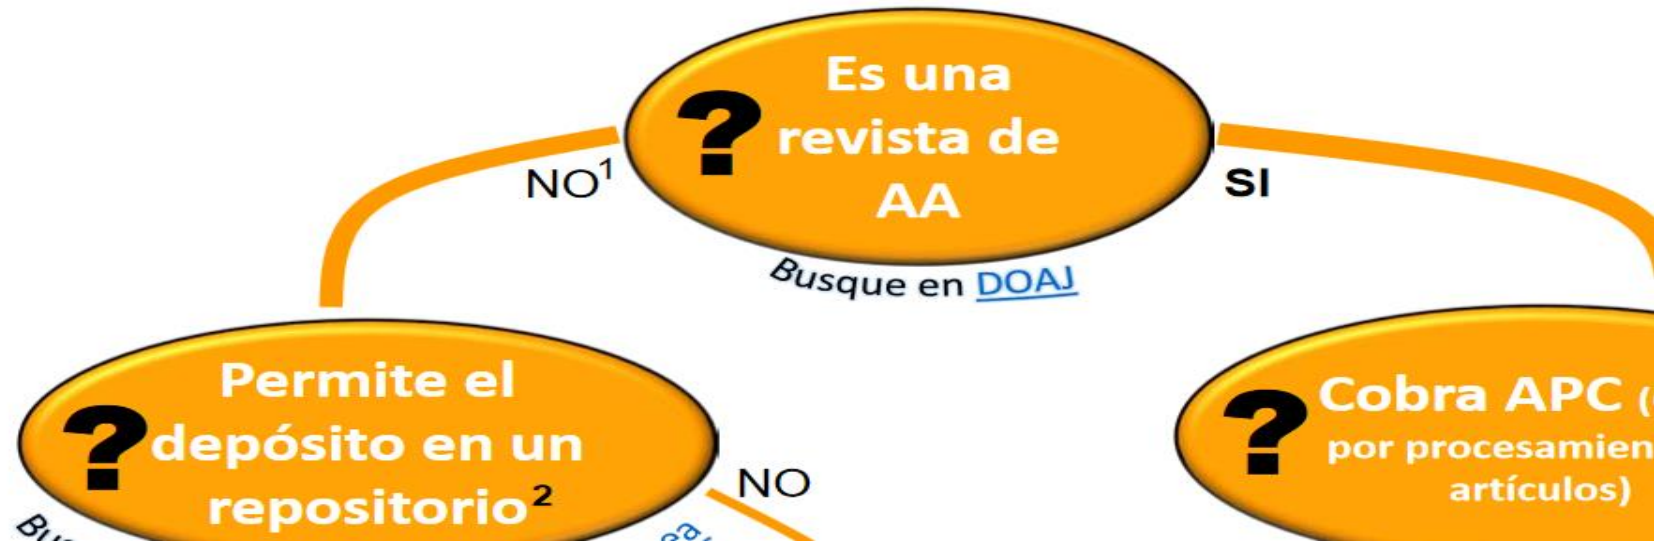 Es una
? revista de
AA
NO¹
SI
Busque en DOAJ
Permite el
? depósito en un
repositorio²
NO
? Cobra APC (
por
artículos)